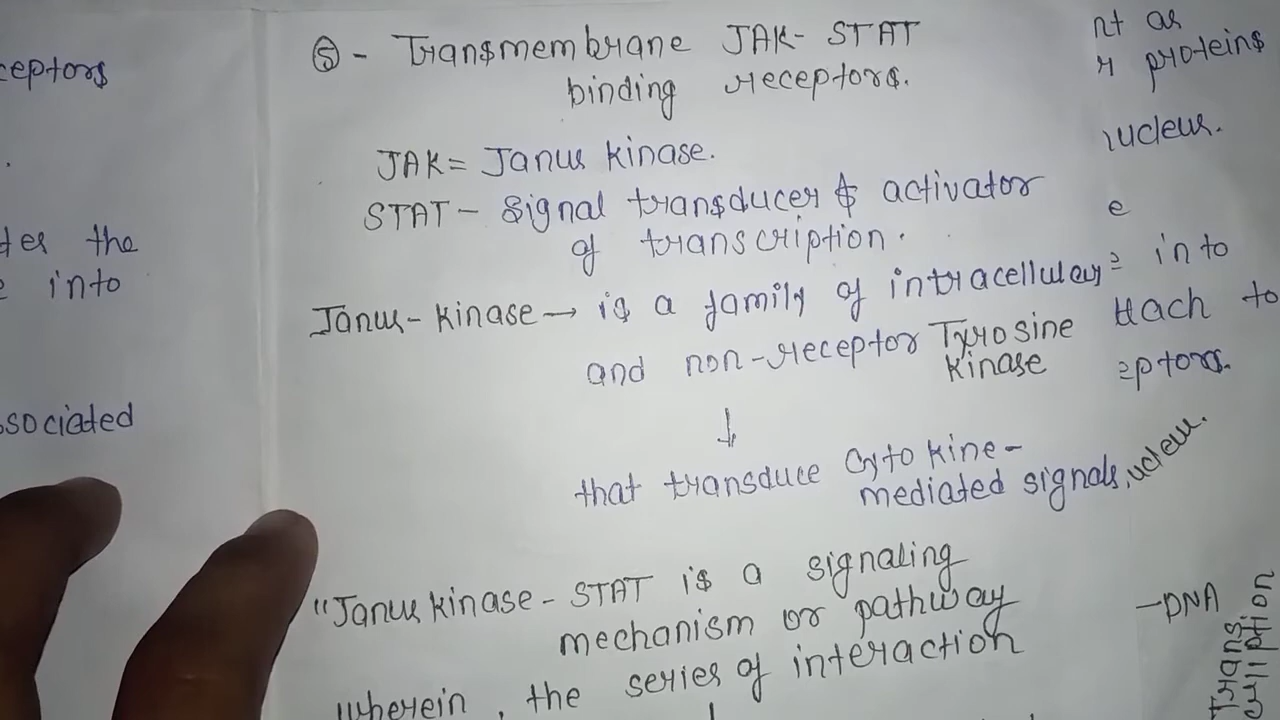 ceptors
des the
into
sociated
⑤ - Transmembrane JAK-STAT
binding receptors.
JAK = Janus kinase.
STAT - Signal transducer & activator
of transcription.
Janus-kinase → is a family of intracellular
and non-receptor Tyrosine
kinase
↓
that transduce Cytokine-
mediated signals.
"Janus kinase - STAT is a signaling
mechanism or pathway
wherein, the series of interaction
nt as
r proteins
ucleus.
e
into
ttach to
eptors.
ucleus.
-DNA
Trans
cription